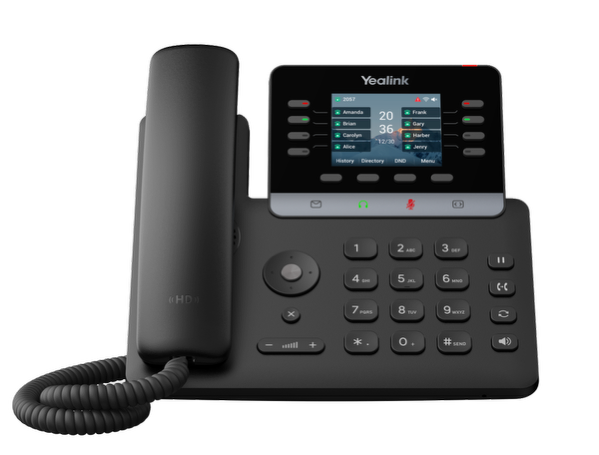 Yealink
2037
Amanda
Frank
Brian
20
Gary
Carolyn
36
Harber
Alice
12/30
Jenny
History Directory DND Menu
1 2 ABC 3 DEF
4 GHI 5 JKL 6 MNO
7 PQRS 8 TUV 9 WXYZ
* . 0 + # SEND
− +
HD